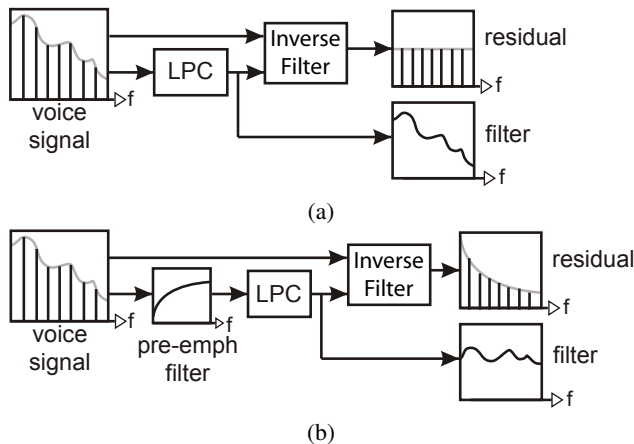 Inverse
Filter
residual
LPC
f
f
voice
signal
filter
f
(a)
Inverse
Filter
residual
LPC
f
f
f
voice
signal
pre-emph
filter
filter
f
(b)